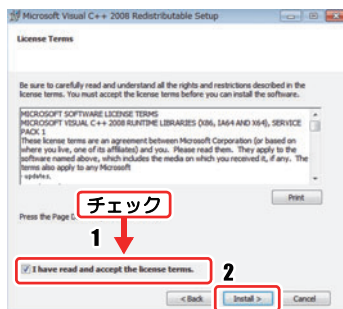 Microsoft Visual C++ 2008 Redistributable Setup
License Terms
Be sure to carefully read and understand all the rights and restrictions described in the
license terms. You must accept the license terms before you can install the software.
MICROSOFT SOFTWARE LICENSE TERMS
MICROSOFT VISUAL C++ 2008 RUNTIME LIBRARIES (X86, IA64 AND X64), SERVICE
PACK 1
These license terms are an agreement between Microsoft Corporation (or based on
where you live, one of its affiliates) and you. Please read them. They apply to the
software named above, which includes the media on which you received it, if any. The
terms also apply to any Microsoft
- updates,
チェック
Print
Press the Page
1
I have read and accept the license terms.
2
< Back
Install >
Cancel